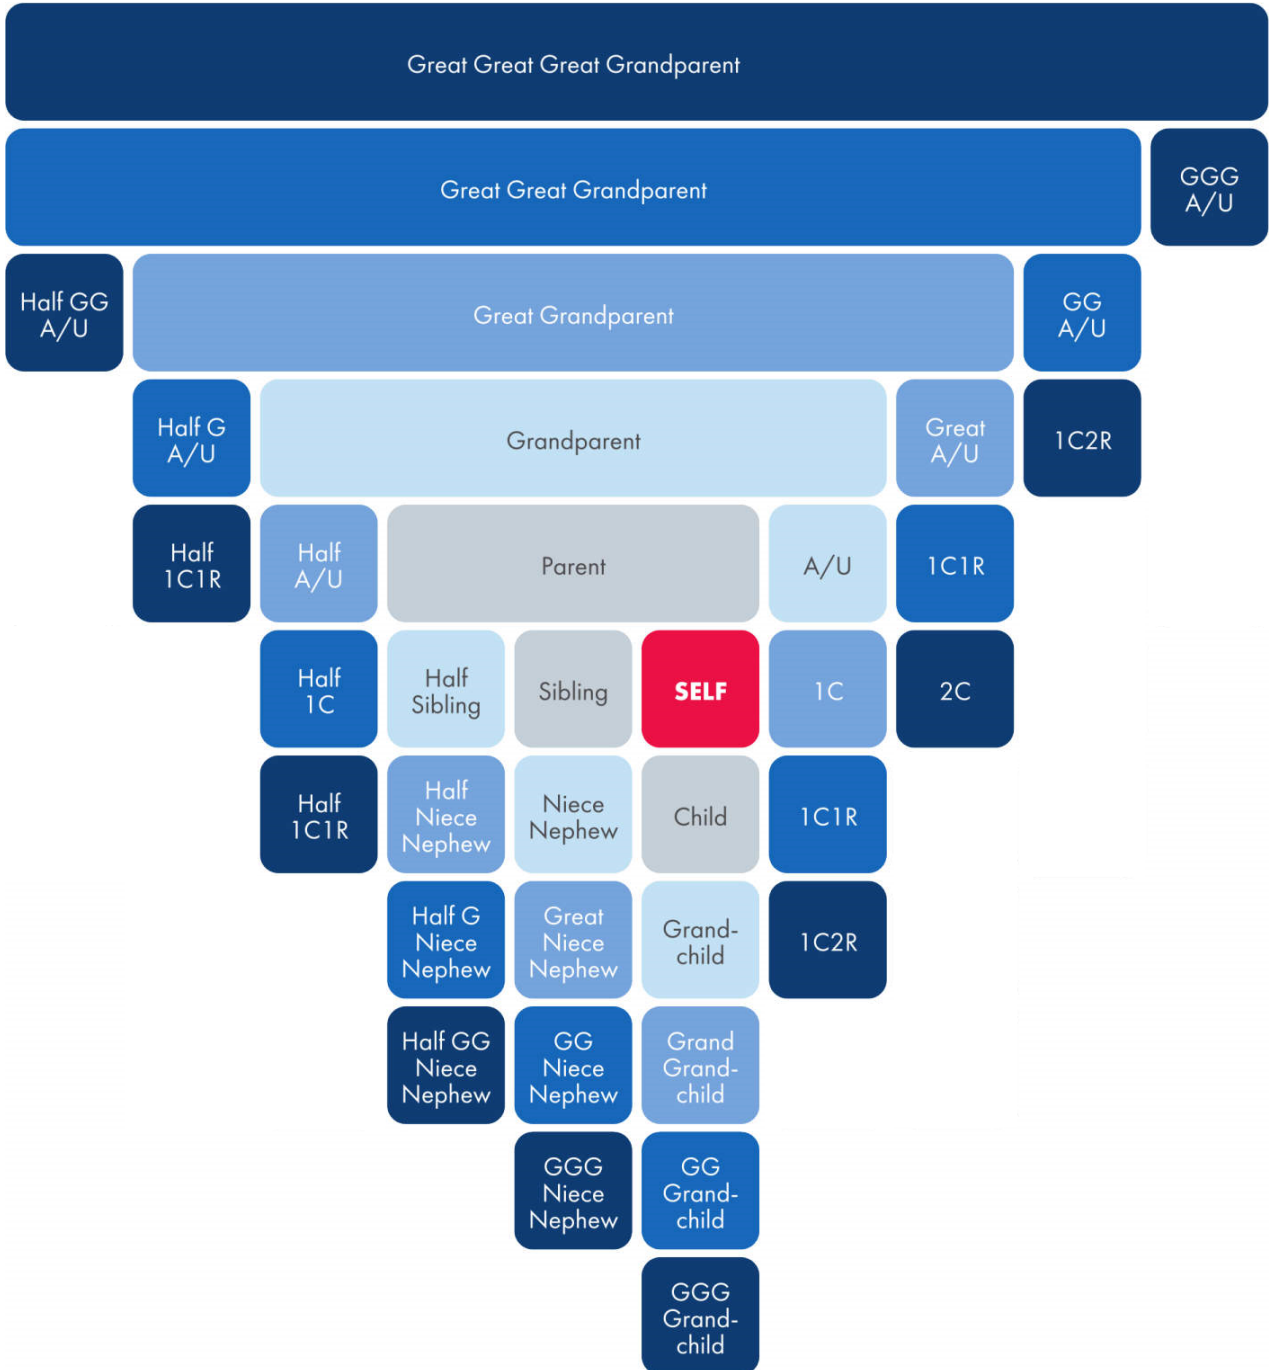 Great Great Great Grandparent
Great Great Grandparent
GGG
A/U
Half GG
A/U
Great Grandparent
GG
A/U
Half G
A/U
Grandparent
Great
A/U
1C2R
Half
1C1R
Half
A/U
Parent
A/U
1C1R
Half
1C
Half
Sibling
Sibling
SELF
1C
2C
Half
1C1R
Half
Niece
Nephew
Niece
Nephew
Child
1C1R
Half G
Niece
Nephew
Great
Niece
Nephew
Grand-
child
1C2R
Half GG
Niece
Nephew
GG
Niece
Nephew
Grand
Grand-
child
GGG
Niece
Nephew
GG
Grand-
child
GGG
Grand-
child